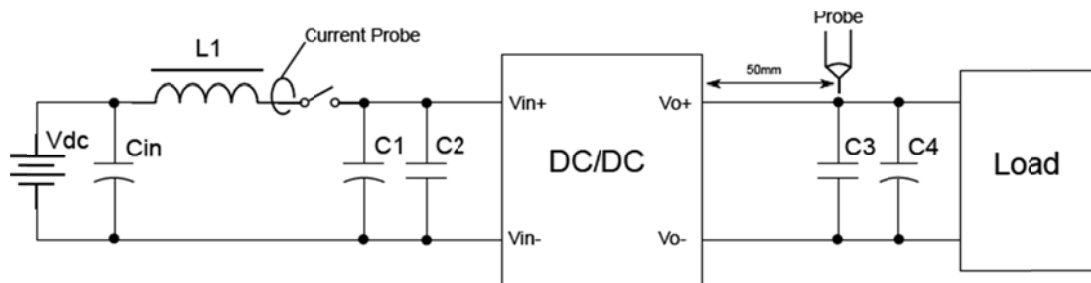 Probe
Current Probe
L1
50mm
Vin+
Vo+
Vdc
Cin
C1
C2
DC/DC
C3
C4
Load
Vin-
Vo-